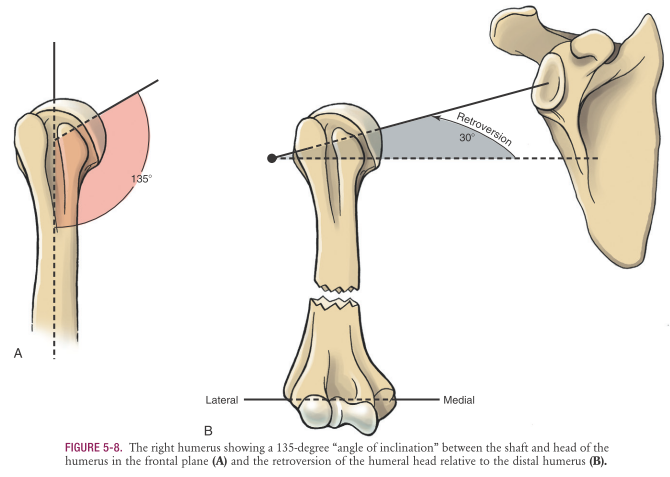 Retroversion
30°
135°
A
Lateral
Medial
B
FIGURE 5-8. The right humerus showing a 135-degree “angle of inclination” between the shaft and head of the
humerus in the frontal plane (A) and the retroversion of the humeral head relative to the distal humerus (B).